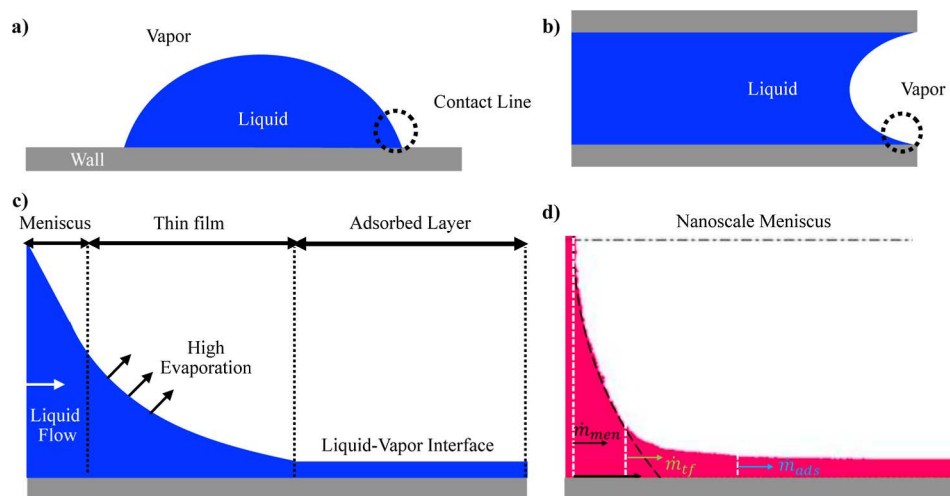 a)
Vapor
Liquid
Contact Line
Wall
b)
Liquid
Vapor
c)
Meniscus
Thin film
Adsorbed Layer
High
Evaporation
Liquid
Flow
Liquid-Vapor Interface
d)
Nanoscale Meniscus
ṁmen
ṁtf
ṁads